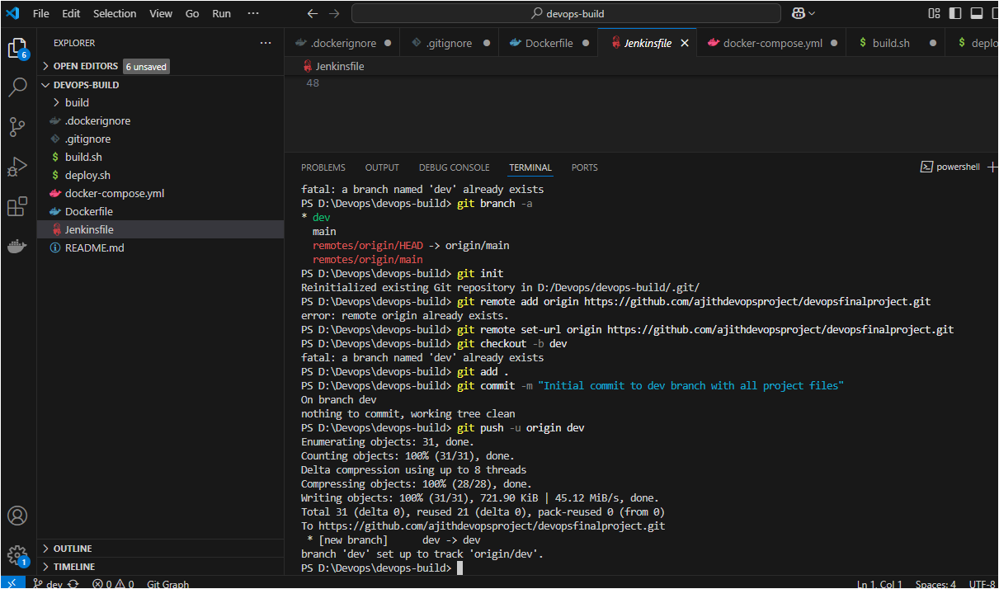 File Edit Selection View Go Run ···
devops-build
EXPLORER ···
OPEN EDITORS 6 unsaved
DEVOPS-BUILD
build
.dockerignore
.gitignore
$ build.sh
$ deploy.sh
docker-compose.yml
Dockerfile
Jenkinsfile
README.md
OUTLINE
TIMELINE
6
1
.dockerignore
.gitignore
Dockerfile
Jenkinsfile
docker-compose.yml
$ build.sh
$ deplo
Jenkinsfile
48
PROBLEMS OUTPUT DEBUG CONSOLE TERMINAL PORTS
powershell
fatal: a branch named 'dev' already exists
PS D:\Devops\devops-build> git branch -a
* dev
main
remotes/origin/HEAD -> origin/main
remotes/origin/main
PS D:\Devops\devops-build> git init
Reinitialized existing Git repository in D:/Devops/devops-build/.git/
PS D:\Devops\devops-build> git remote add origin https://github.com/ajithdevopsproject/devopsfinalproject.git
error: remote origin already exists.
PS D:\Devops\devops-build> git remote set-url origin https://github.com/ajithdevopsproject/devopsfinalproject.git
PS D:\Devops\devops-build> git checkout -b dev
fatal: a branch named 'dev' already exists
PS D:\Devops\devops-build> git add .
PS D:\Devops\devops-build> git commit -m "Initial commit to dev branch with all project files"
On branch dev
nothing to commit, working tree clean
PS D:\Devops\devops-build> git push -u origin dev
Enumerating objects: 31, done.
Counting objects: 100% (31/31), done.
Delta compression using up to 8 threads
Compressing objects: 100% (28/28), done.
Writing objects: 100% (31/31), 721.90 KiB | 45.12 MiB/s, done.
Total 31 (delta 0), reused 21 (delta 0), pack-reused 0 (from 0)
To https://github.com/ajithdevopsproject/devopsfinalproject.git
* [new branch] dev -> dev
branch 'dev' set up to track 'origin/dev'.
PS D:\Devops\devops-build>
dev 0 0 Git Graph Ln 1, Col 1 Spaces: 4 UTF-8